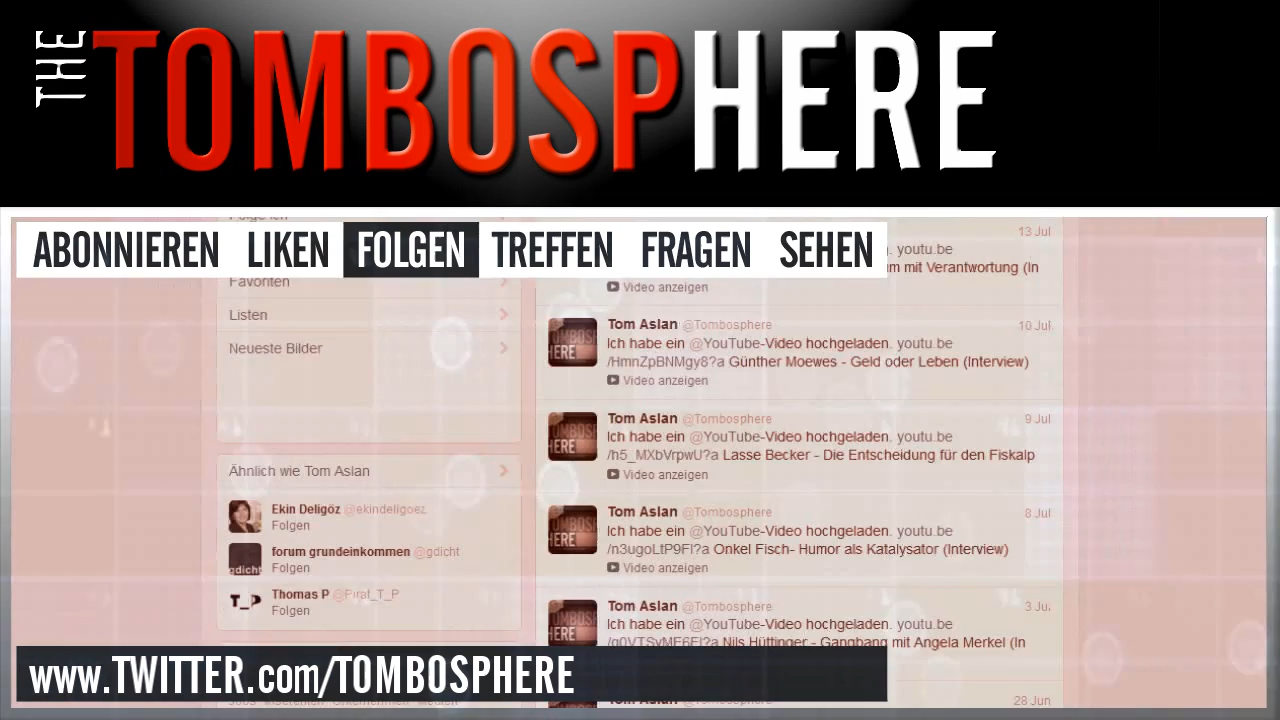 THE TOMBOSPHERE
ABONNIEREN LIKEN FOLGEN TREFFEN FRAGEN SEHEN
Favoriten
Listen
Neueste Bilder
Ähnlich wie Tom Aslan
Ekin Deligöz @ekindeligoez
Folgen
forum grundeinkommen @gdicht
gdicht
Folgen
Thomas P @Pirat_T_P
T_P
Folgen
13 Jul
youtu.be
um mit Verantwortung (In
Video anzeigen
Tom Aslan @Tombosphere 10 Jul
Ich habe ein @YouTube-Video hochgeladen. youtu.be
/HmnZpBNMgy8?a Günther Moewes - Geld oder Leben (Interview)
Video anzeigen
Tom Aslan @Tombosphere 9 Jul
Ich habe ein @YouTube-Video hochgeladen. youtu.be
/h5_MXbVrpwU?a Lasse Becker - Die Entscheidung für den Fiskalp
Video anzeigen
Tom Aslan @Tombosphere 8 Jul
Ich habe ein @YouTube-Video hochgeladen. youtu.be
/n3ugoLtP9FI?a Onkel Fisch- Humor als Katalysator (Interview)
Video anzeigen
Tom Aslan @Tombosphere 3 Ju
Ich habe ein @YouTube-Video hochgeladen. youtu.be
Nils Hüttinger - Gangbang mit Angela Merkel (In
28 Jun
www.TWITTER.com/TOMBOSPHERE